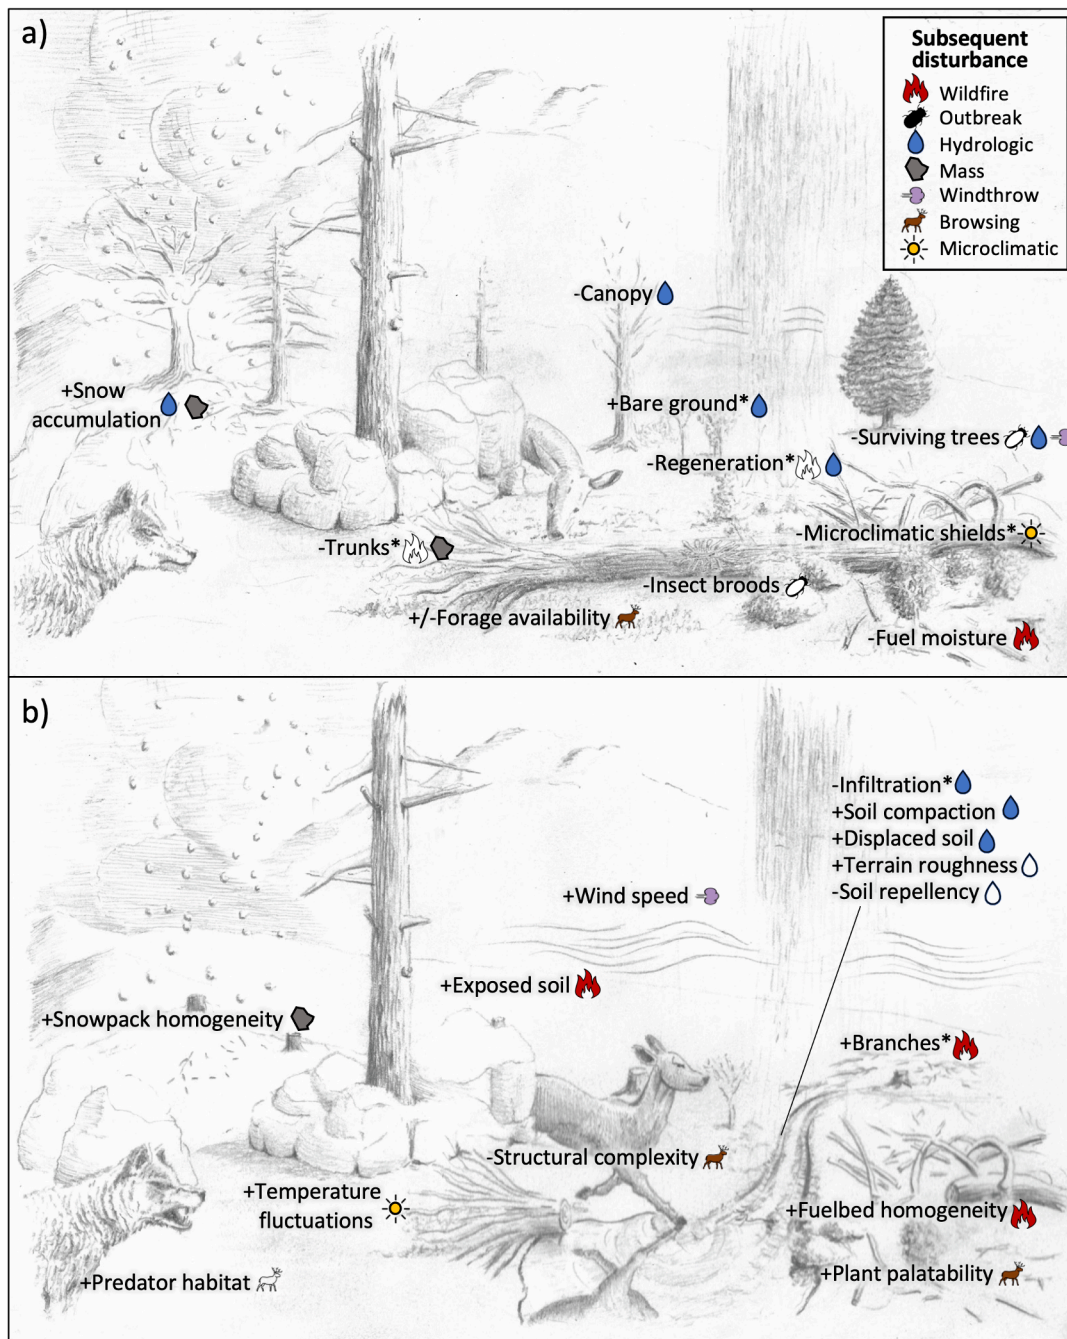 a)
Subsequent
disturbance
Wildfire
Outbreak
Hydrologic
Mass
Windthrow
Browsing
Microclimatic
-Canopy
+Snow
accumulation
+Bare ground*
-Surviving trees
-Regeneration*
-Trunks*
-Microclimatic shields*
-Insect broods
+/-Forage availability
-Fuel moisture
b)
-Infiltration*
+Soil compaction
+Displaced soil
+Terrain roughness
-Soil repellency
+Wind speed
+Exposed soil
+Snowpack homogeneity
+Branches*
-Structural complexity
+Temperature
fluctuations
+Fuelbed homogeneity
+Predator habitat
+Plant palatability